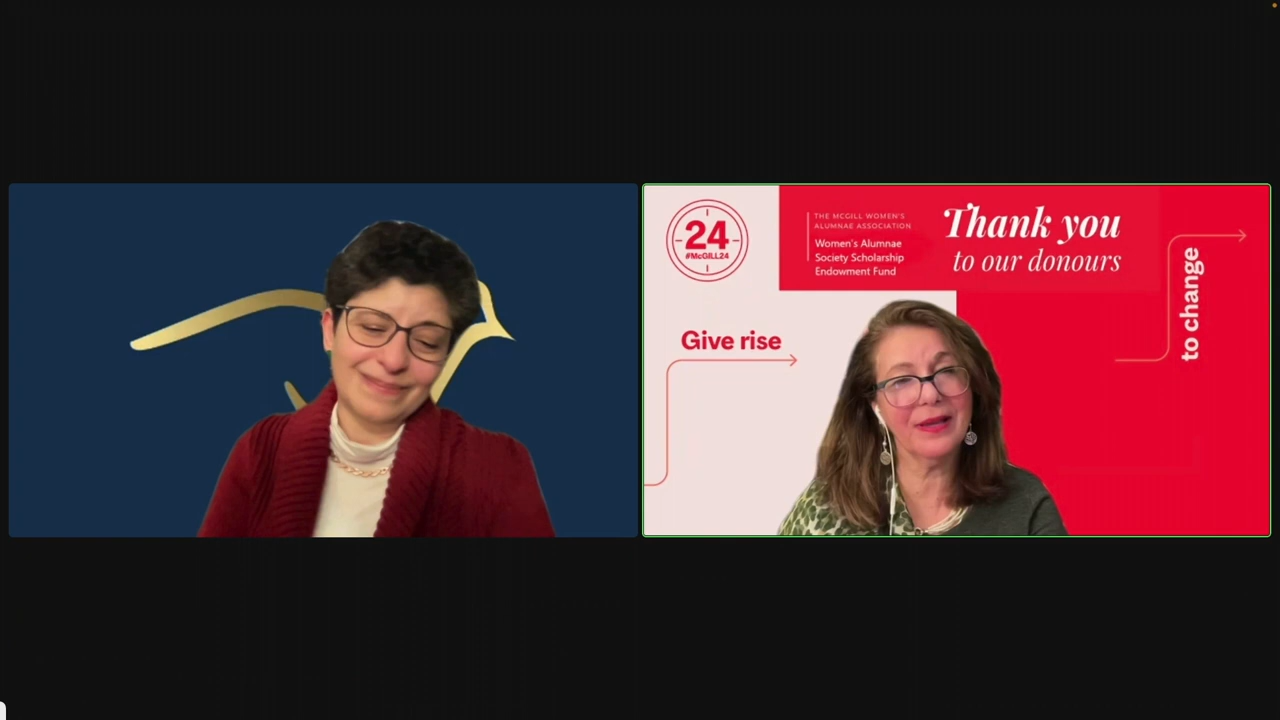 24
#McGILL24
THE MCGILL WOMEN'S
ALUMNAE ASSOCIATION
Women's Alumnae
Society Scholarship
Endowment Fund
Thank you
to our donours
Give rise
to change